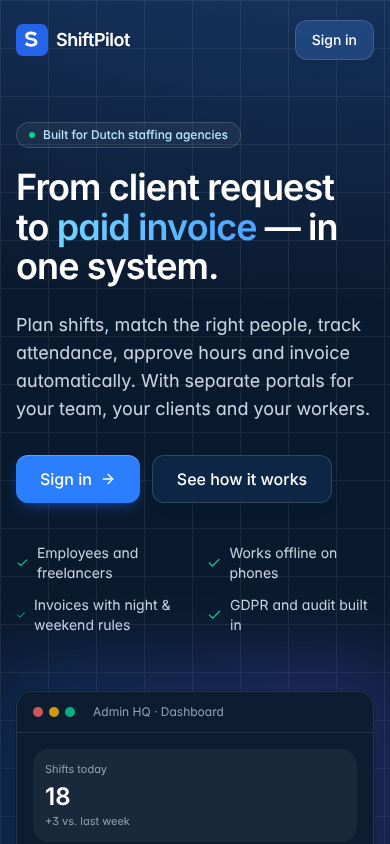 S ShiftPilot
Sign in
Built for Dutch staffing agencies
From client request
to paid invoice — in
one system.
Plan shifts, match the right people, track
attendance, approve hours and invoice
automatically. With separate portals for
your team, your clients and your workers.
Sign in →
See how it works
Employees and
freelancers
Works offline on
phones
Invoices with night &
weekend rules
GDPR and audit built
in
Admin HQ · Dashboard
Shifts today
18
+3 vs. last week